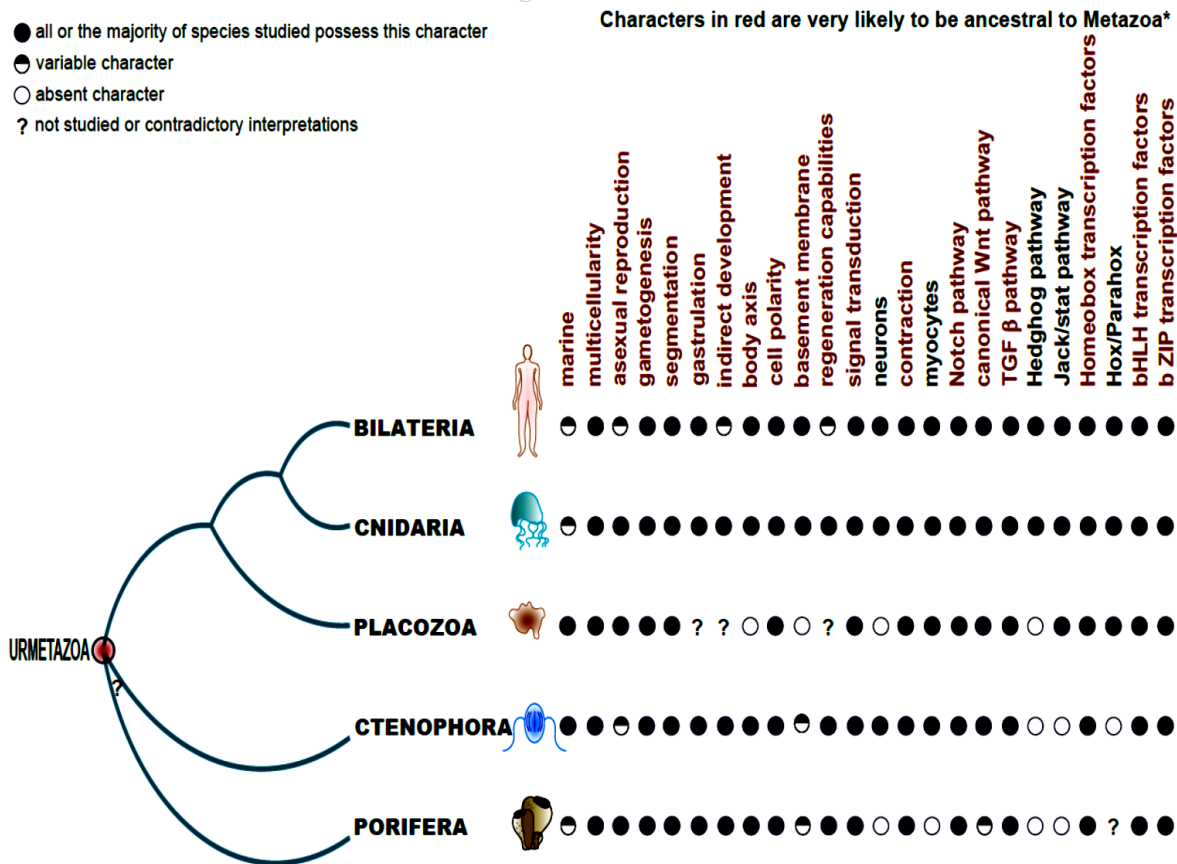 Characters in red are very likely to be ancestral to Metazoa*
all or the majority of species studied possess this character
variable character
absent character
? not studied or contradictory interpretations
marine
multicellularity
asexual reproduction
gametogenesis
segmentation
gastrulation
indirect development
body axis
cell polarity
basement membrane
regeneration capabilities
signal transduction
neurons
contraction
myocytes
Notch pathway
canonical Wnt pathway
TGF β pathway
Hedghog pathway
Jack/stat pathway
Homeobox transcription factors
Hox/Parahox
bHLH transcription factors
b ZIP transcription factors
BILATERIA
CNIDARIA
PLACOZOA ? ? ?
URMETAZOA
?
CTENOPHORA
PORIFERA ?